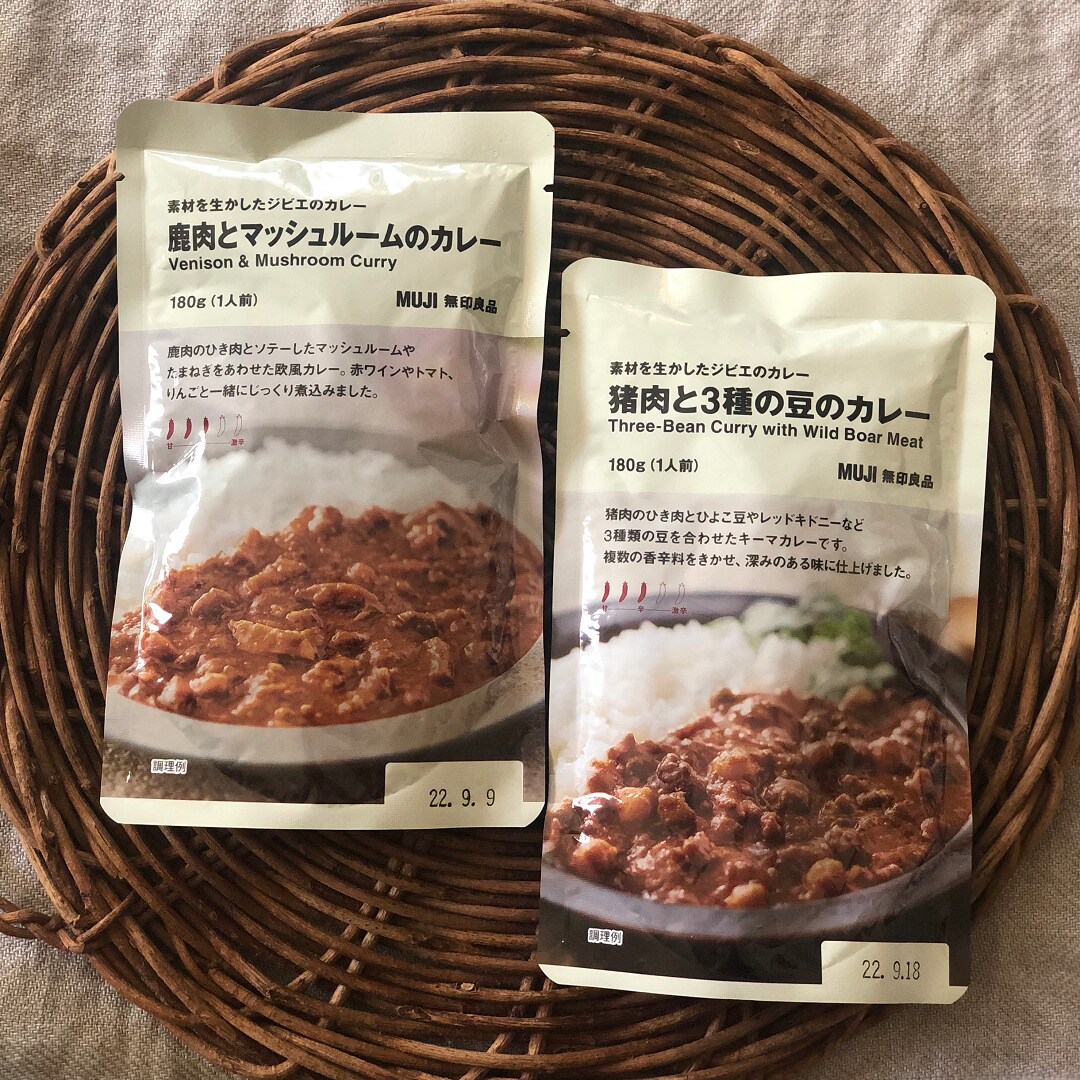 素材を生かしたジビエのカレー
鹿肉とマッシュルームのカレー
Venison & Mushroom Curry
180g（1人前）
MUJI 無印良品
鹿肉のひき肉とソテーしたマッシュルームや
たまねぎをあわせた欧風カレー。赤ワインやトマト、
りんごと一緒にじっくり煮込みました。
甘 激辛
調理例
22. 9. 9
素材を生かしたジビエのカレー
猪肉と3種の豆のカレー
Three-Bean Curry with Wild Boar Meat
180g（1人前）
MUJI 無印良品
猪肉のひき肉とひよこ豆やレッドキドニーなど
3種類の豆を合わせたキーマカレーです。
複数の香辛料をきかせ、深みのある味に仕上げました。
甘 辛 激辛
調理例
22. 9.18